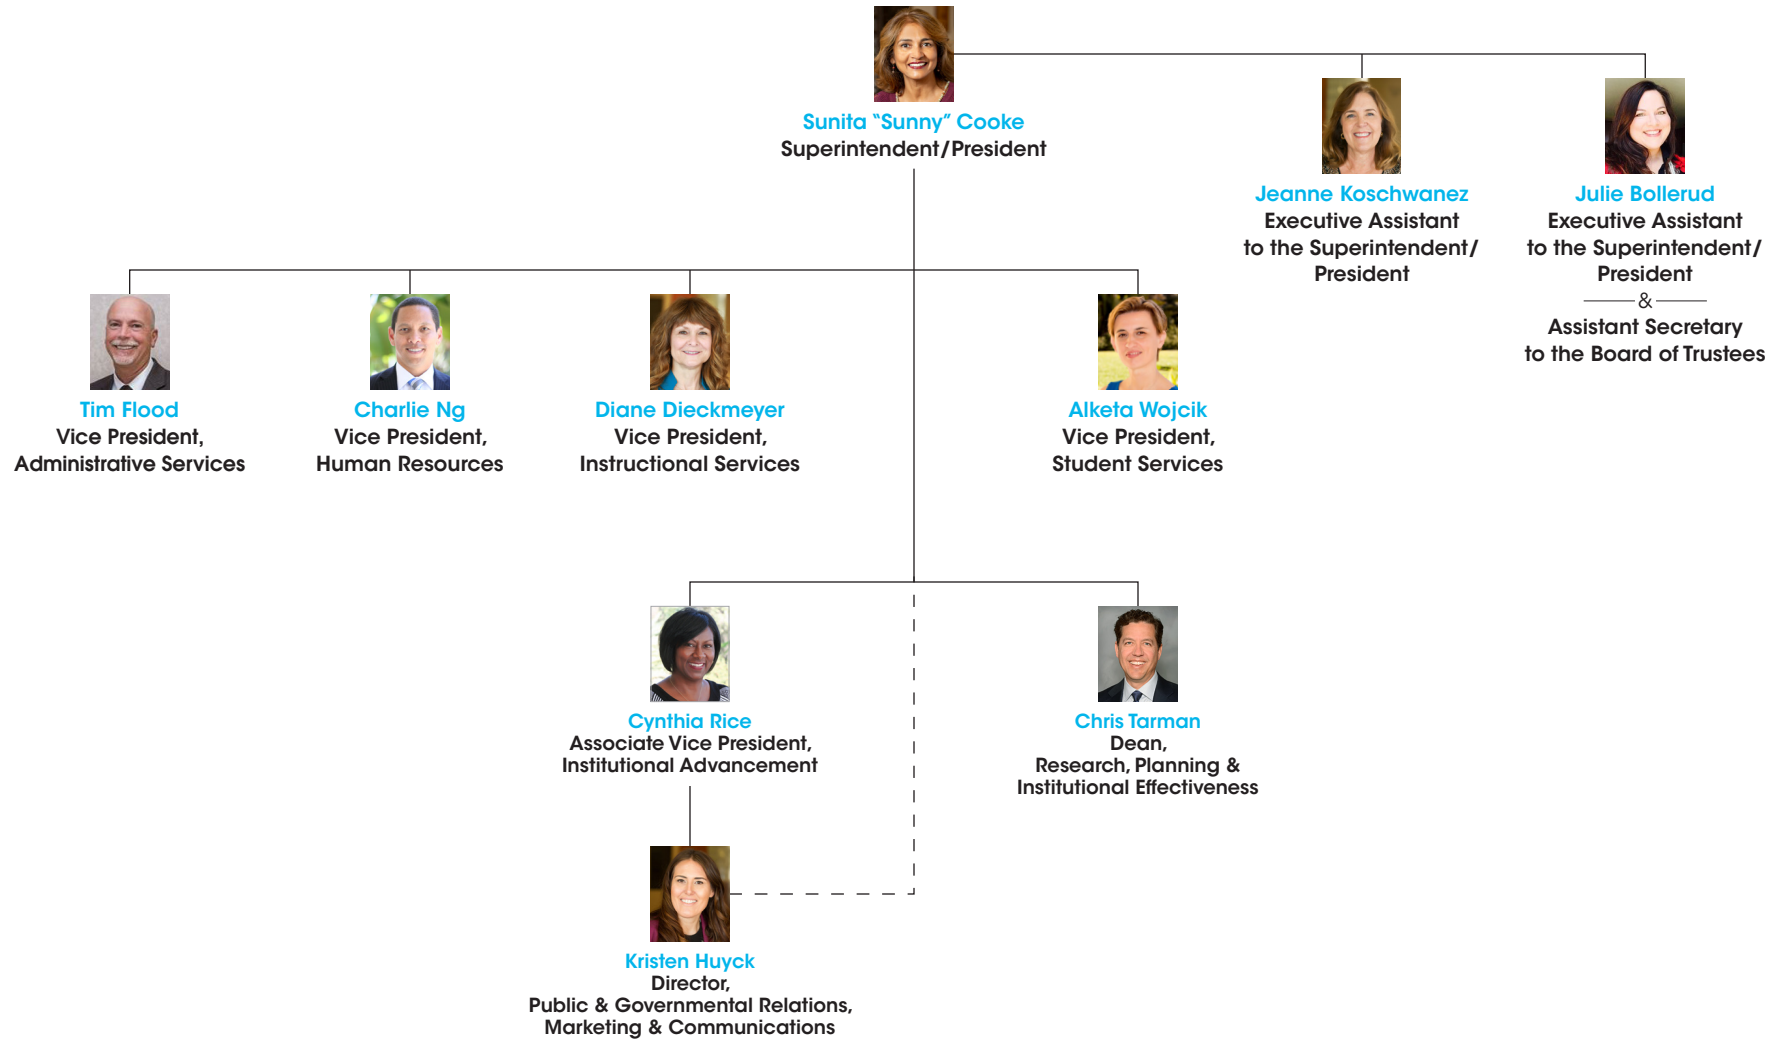 Sunita “Sunny” Cooke
Superintendent/President
Jeanne Koschwanez
Executive Assistant
to the Superintendent/
President
Julie Bollerud
Executive Assistant
to the Superintendent/
President
&
Assistant Secretary
to the Board of Trustees
Tim Flood
Vice President,
Administrative Services
Charlie Ng
Vice President,
Human Resources
Diane Dieckmeyer
Vice President,
Instructional Services
Alketa Wojcik
Vice President,
Student Services
Cynthia Rice
Associate Vice President,
Institutional Advancement
Chris Tarman
Dean,
Research, Planning &
Institutional Effectiveness
Kristen Huyck
Director,
Public & Governmental Relations,
Marketing & Communications